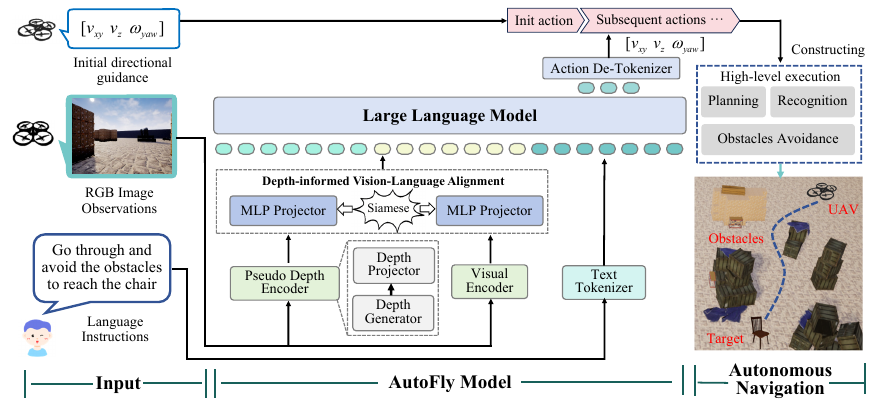 [v_xy v_z ω_yaw]
Initial directional
guidance
RGB Image
Observations
Go through and
avoid the obstacles
to reach the chair
Language
Instructions
Input
Init action
Subsequent actions ···
[v_xy v_z ω_yaw]
Action De-Tokenizer
Large Language Model
Depth-informed Vision-Language Alignment
MLP Projector
Siamese
MLP Projector
Pseudo Depth
Encoder
Depth
Projector
Depth
Generator
Visual
Encoder
Text
Tokenizer
AutoFly Model
Constructing
High-level execution
Planning
Recognition
Obstacles Avoidance
UAV
Obstacles
Target
Autonomous
Navigation